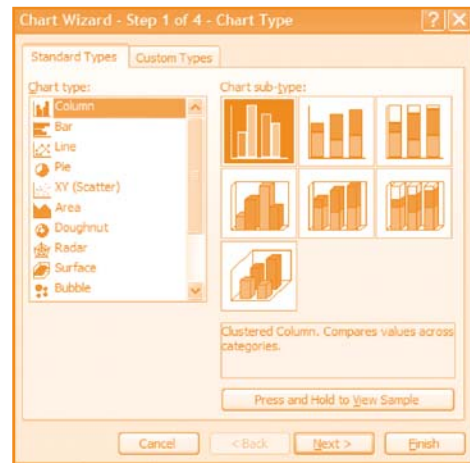 Chart Wizard - Step 1 of 4 - Chart Type
Standard Types Custom Types
Chart type:
Column
Bar
Line
Pie
XY (Scatter)
Area
Doughnut
Radar
Surface
Bubble
Chart sub-type:
Clustered Column. Compares values across
categories.
Press and Hold to View Sample
Cancel < Back Next > Finish